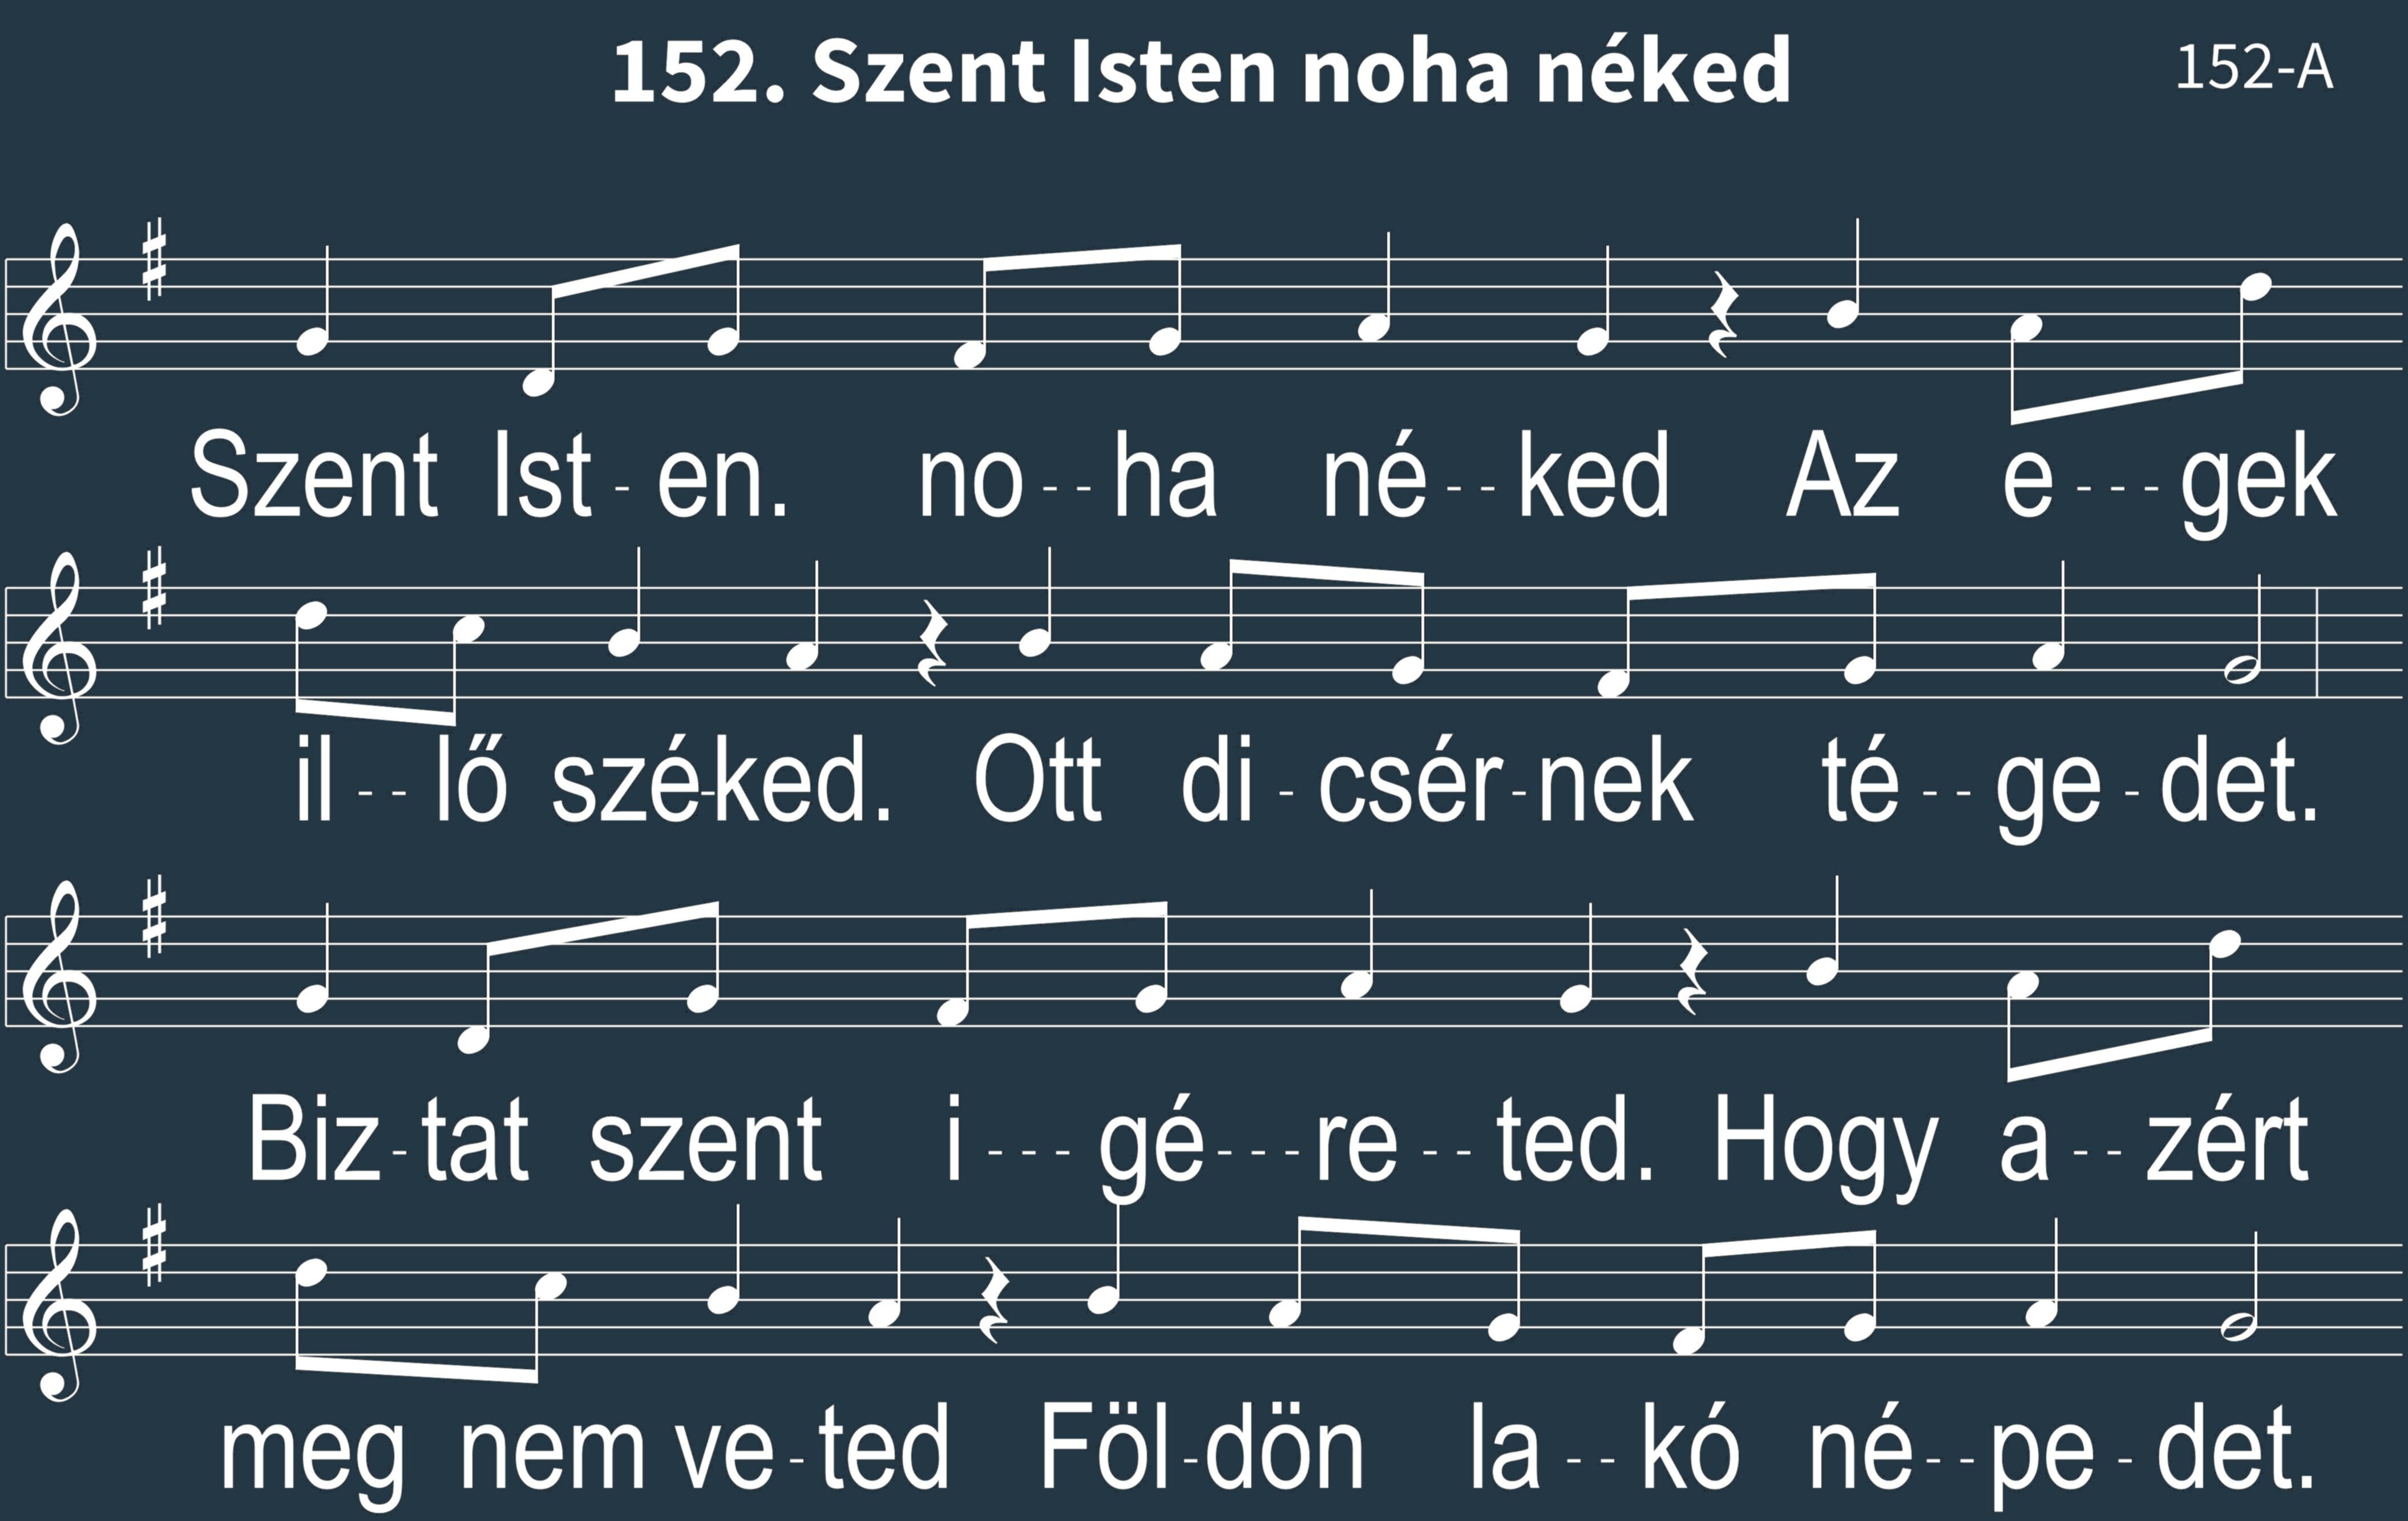 152. Szent Isten noha néked 152-A
Szent Ist - en. no - - ha né - - ked Az e - - - gek
il - - lő szé-ked. Ott di - csér-nek té - - ge - det.
Biz-tat szent i - - - gé - - - re - - ted. Hogy a - - zért
meg nem ve-ted Föl-dön la - - kó né - - pe - det.